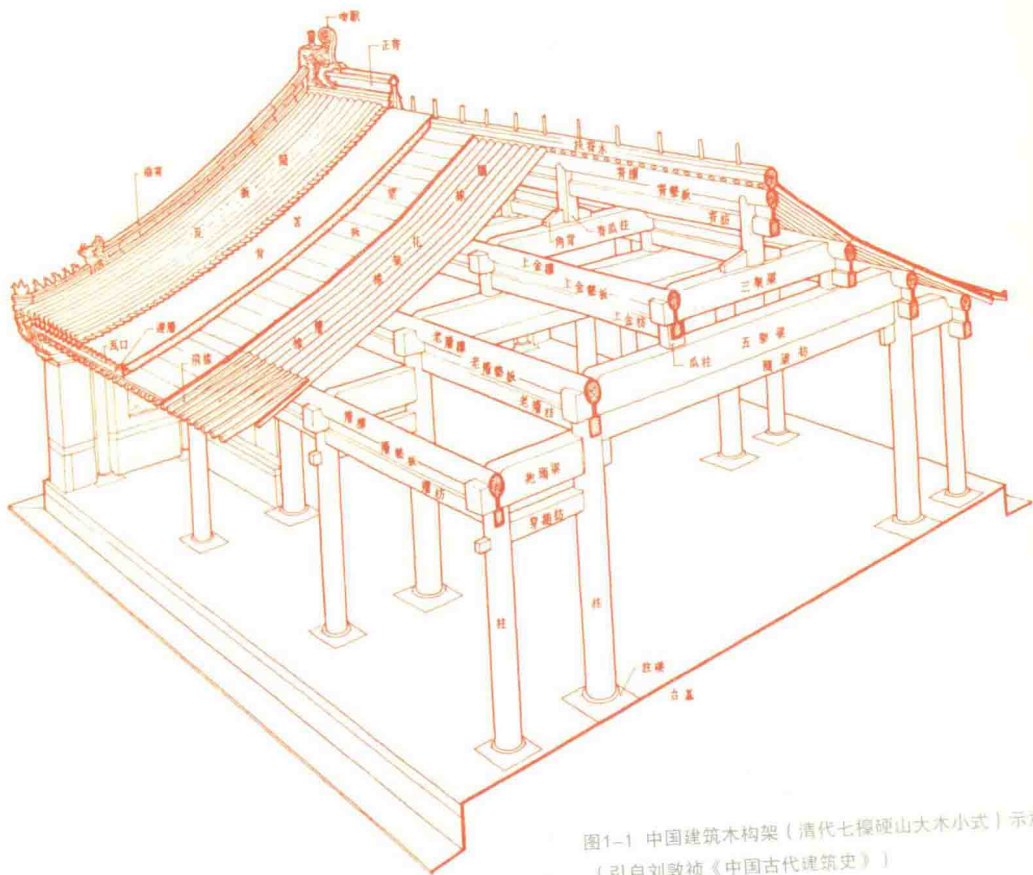 正脊
扶脊木
脊檩
脊垫板
脊枋
脊瓜柱
角背
苫背
望板
上金檩
上金垫板
上金枋
三架梁
瓜柱
五架梁
随梁枋
老檐檩
老檐垫板
老檐枋
飞椽
连檐
瓦口
檐檩
檐垫板
檐枋
抱头梁
穿插枋
柱
柱
台基
图1-1 中国建筑木构架（清代七檩硬山大木小式）示
（引自刘敦祯《中国古代建筑史》）